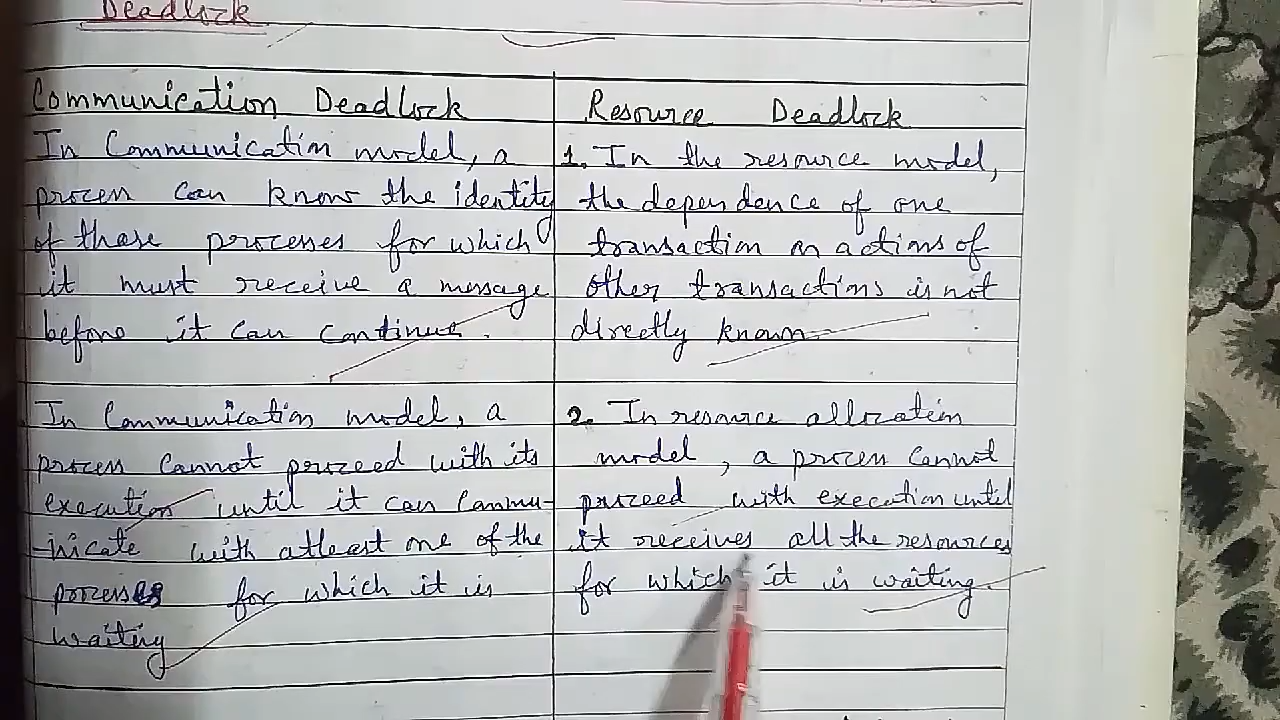 Deadlock
Communication Deadlock
In Communication model, a
process can know the identity
of those processes for which
it must receive a message
before it can continue.
In Communication model, a
process cannot proceed with its
execution until it can Commu-
-nicate with atleast one of the
processes for which it is
waiting
Resource Deadlock
1. In the resource model,
the dependence of one
transaction on actions of
other transactions is not
directly known
2. In resource allocation
model, a process cannot
proceed with execution until
it receives all the resources
for which it is waiting.